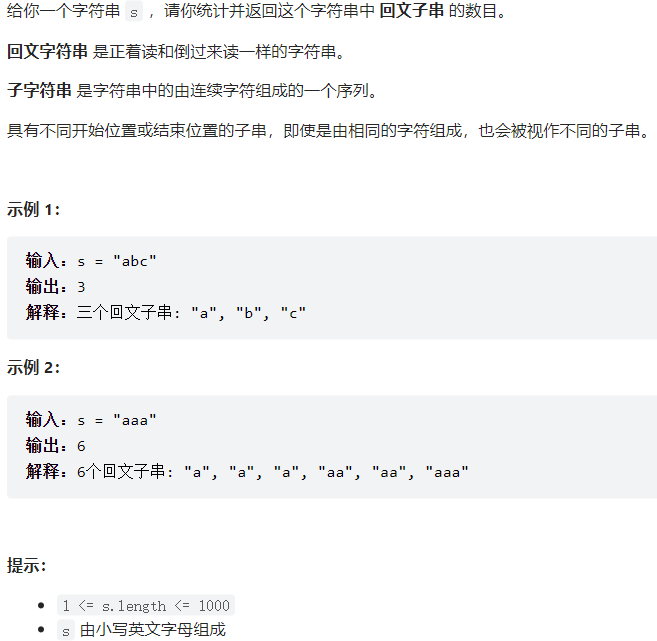 给你一个字符串 s ，请你统计并返回这个字符串中 回文子串 的数目。
回文字符串 是正着读和倒过来读一样的字符串。
子字符串 是字符串中的由连续字符组成的一个序列。
具有不同开始位置或结束位置的子串，即使是由相同的字符组成，也会被视作不同的子串。
示例 1：
输入：s = "abc"
输出：3
解释：三个回文子串: "a", "b", "c"
示例 2：
输入：s = "aaa"
输出：6
解释：6个回文子串: "a", "a", "a", "aa", "aa", "aaa"
提示：
• 1 <= s.length <= 1000
• s 由小写英文字母组成